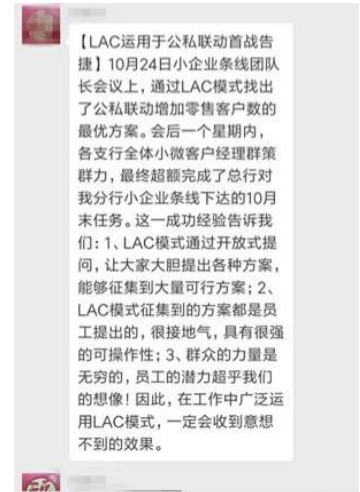 【LAC运用于公私联动首战告
捷】10月24日小企业条线团队
长会议上，通过LAC模式找出
了公私联动增加零售客户数的
最优方案。会后一个星期内，
各支行全体小微客户经理群策
群力，最终超额完成了总行对
我分行小企业条线下达的10月
末任务。这一成功经验告诉我
们：1、LAC模式通过开放式提
问，让大家大胆提出各种方案，
能够征集到大量可行方案；2、
LAC模式征集到的方案都是员
工提出的，很接地气，具有很强
的可操作性；3、群众的力量是
无穷的，员工的潜力超乎我们
的想像！因此，在工作中广泛运
用LAC模式，一定会收到意想
不到的效果。